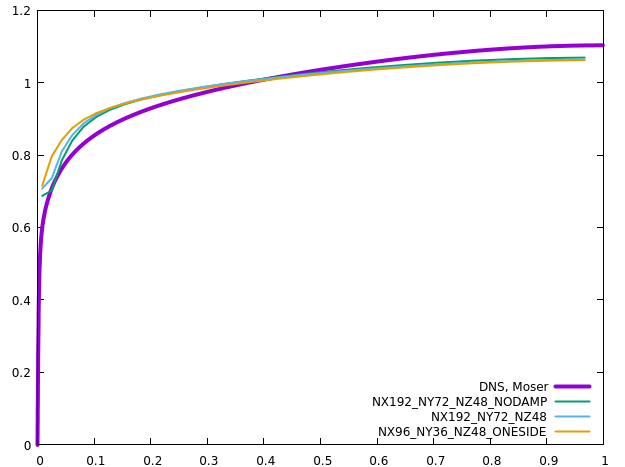 1.2
1
0.8
0.6
0.4
0.2
0
DNS, Moser
NX192_NY72_NZ48_NODAMP
NX192_NY72_NZ48
NX96_NY36_NZ48_ONESIDE
0 0.1 0.2 0.3 0.4 0.5 0.6 0.7 0.8 0.9 1